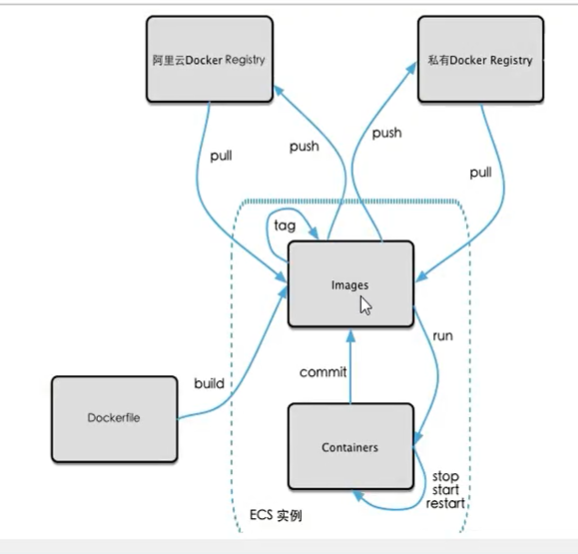 阿里云Docker Registry
私有Docker Registry
push
push
pull
pull
tag
Images
run
build
commit
Dockerfile
Containers
stop
start
restart
ECS 实例